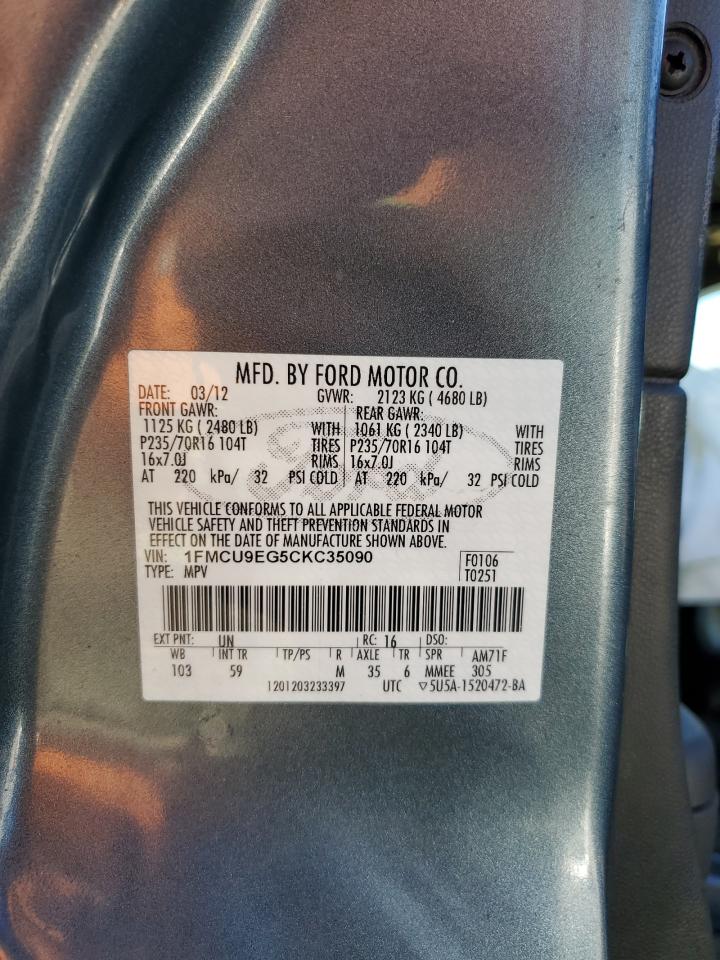 MFD. BY FORD MOTOR CO.
DATE: 03/12 GVWR: 2123 KG ( 4680 LB)
FRONT GAWR: REAR GAWR:
1125 KG ( 2480 LB) WITH 1061 KG ( 2340 LB) WITH
P235/70R16 104T TIRES P235/70R16 104T TIRES
16x7.0J RIMS 16x7.0J RIMS
AT 220 kPa/ 32 PSI COLD AT 220 kPa/ 32 PSI COLD
THIS VEHICLE CONFORMS TO ALL APPLICABLE FEDERAL MOTOR
VEHICLE SAFETY AND THEFT PREVENTION STANDARDS IN
EFFECT ON THE DATE OF MANUFACTURE SHOWN ABOVE.
VIN: 1FMCU9EG5CKC35090 F0106
TYPE: MPV T0251
EXT PNT: UN RC: 16 DSO:
WB INT TR TP/PS R AXLE TR SPR AM71F
103 59 M 35 6 MMEE 305
1201203233397 UTC ▽5U5A-1520472-BA